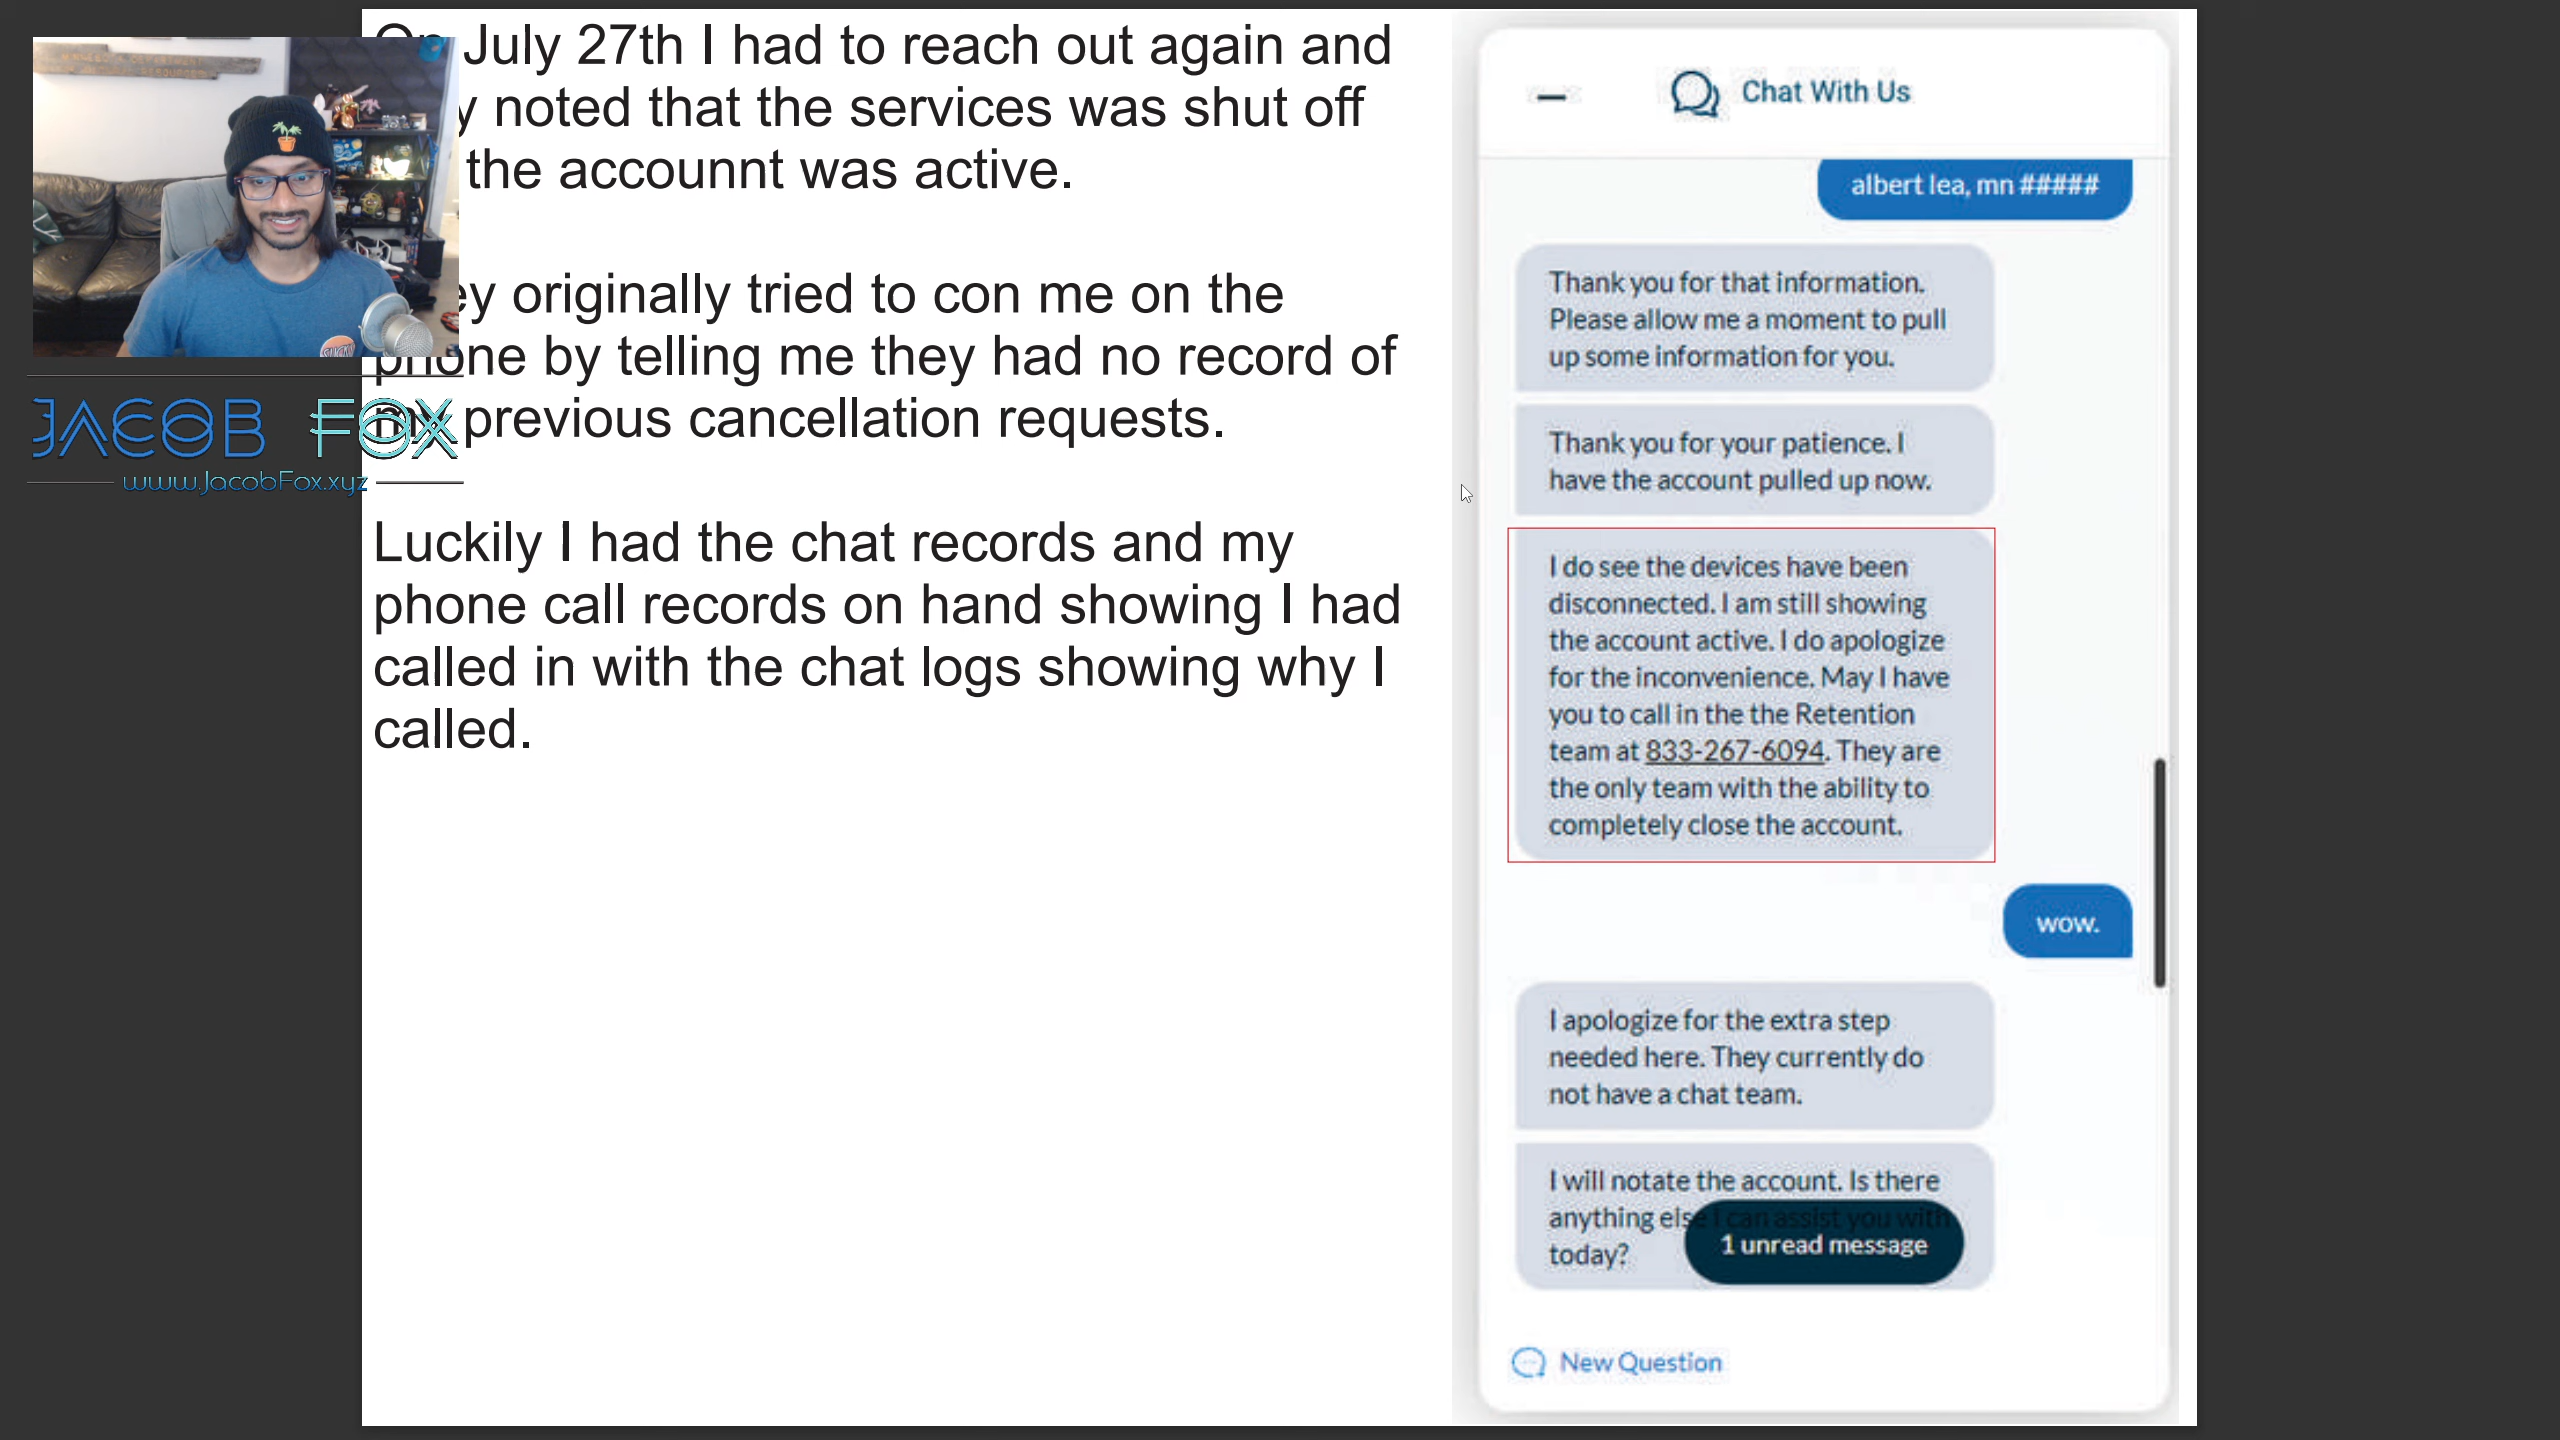 July 27th I had to reach out again and
noted that the services was shut off
the accounnt was active.
originally tried to con me on the
phone by telling me they had no record of
my previous cancellation requests.
Luckily I had the chat records and my
phone call records on hand showing I had
called in with the chat logs showing why I
called.
JACOB FOX
www.JacobFox.xyz
Chat With Us
albert lea, mn #####
Thank you for that information.
Please allow me a moment to pull
up some information for you.
Thank you for your patience. I
have the account pulled up now.
I do see the devices have been
disconnected. I am still showing
the account active. I do apologize
for the inconvenience. May I have
you to call in the the Retention
team at 833-267-6094. They are
the only team with the ability to
completely close the account.
wow.
I apologize for the extra step
needed here. They currently do
not have a chat team.
I will notate the account. Is there
anything else I can assist you with
today?
1 unread message
New Question